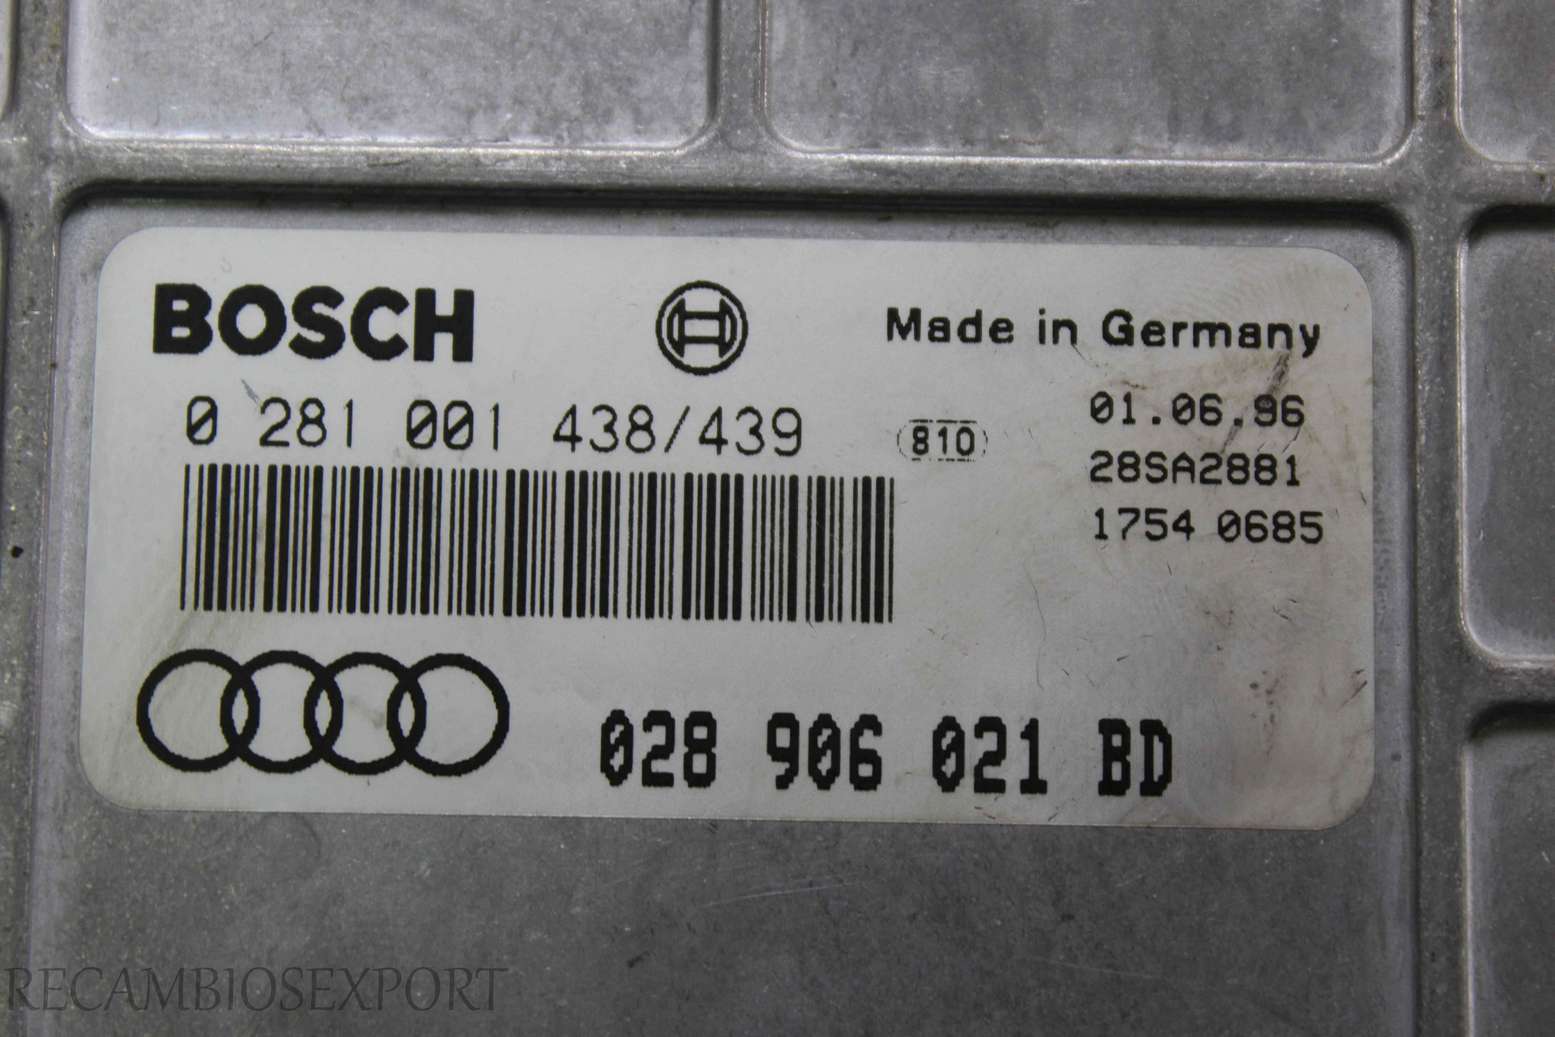 BOSCH
Made in Germany
0 281 001 438/439
810
01.06.96
28SA2881
1754 0685
028 906 021 BD
RECAMBIOSEXPORT